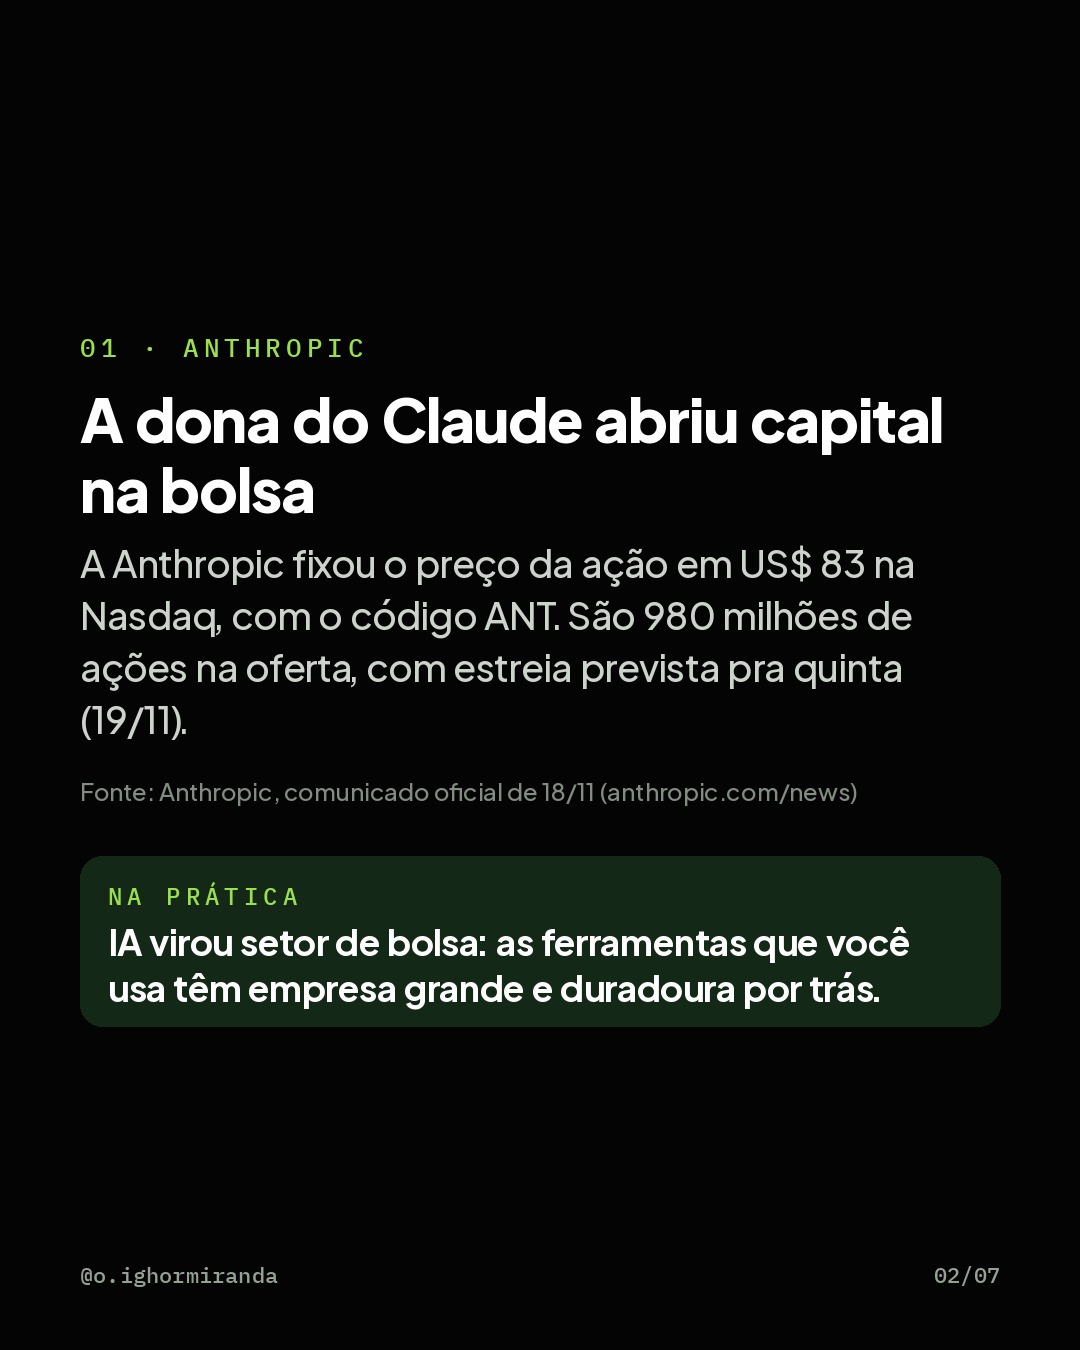 01 · ANTHROPIC
A dona do Claude abriu capital
na bolsa
A Anthropic fixou o preço da ação em US$ 83 na
Nasdaq, com o código ANT. São 980 milhões de
ações na oferta, com estreia prevista pra quinta
(19/11).
Fonte: Anthropic, comunicado oficial de 18/11 (anthropic.com/news)
NA PRÁTICA
IA virou setor de bolsa: as ferramentas que você
usa têm empresa grande e duradoura por trás.
@o.ighormiranda
02/07